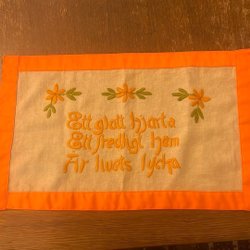 Ett glatt hjärta
Ett fredligt hem
Är livets lycka